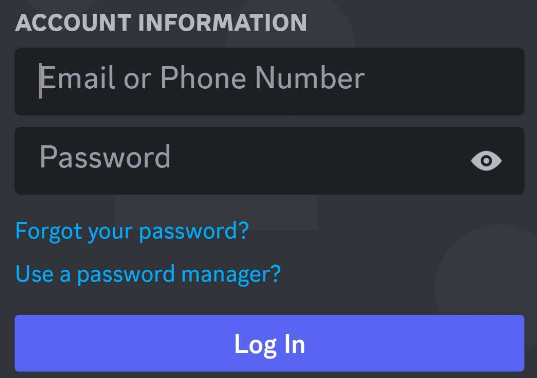 ACCOUNT INFORMATION
Email or Phone Number
Password
Forgot your password?
Use a password manager?
Log In